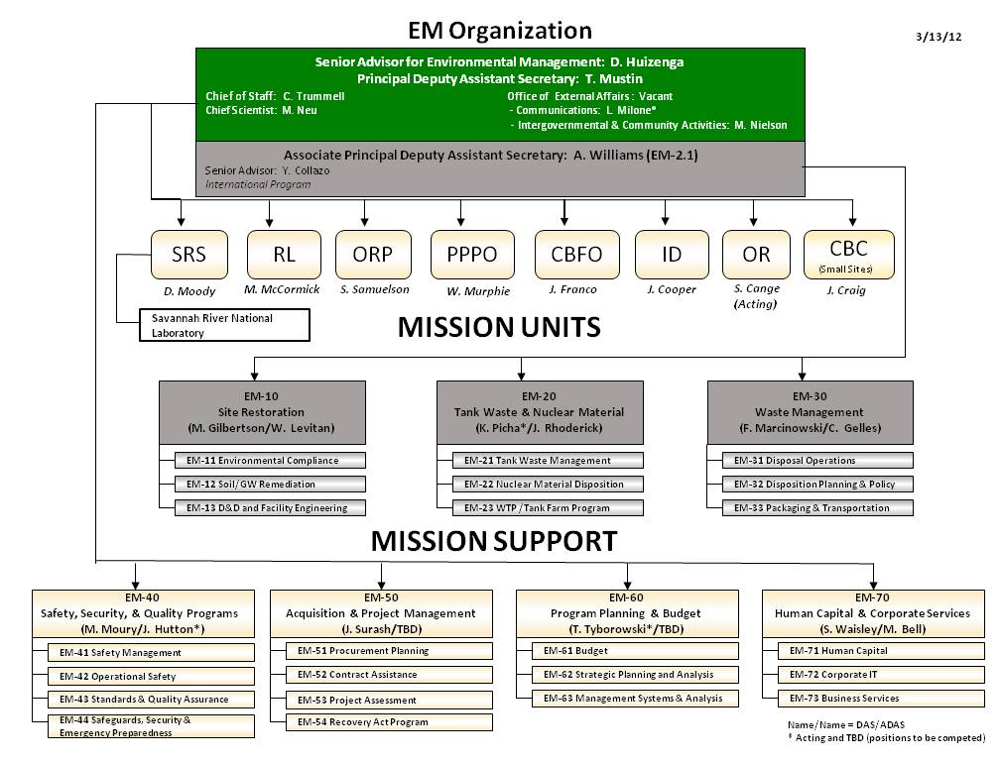 EM Organization
3/13/12
Senior Advisor for Environmental Management: D. Huizenga
Principal Deputy Assistant Secretary: T. Mustin
Chief of Staff: C. Trummell
Chief Scientist: M. Neu
Office of External Affairs : Vacant
- Communications: L. Milone*
- Intergovernmental & Community Activities: M. Nielson
Associate Principal Deputy Assistant Secretary: A. Williams (EM-2.1)
Senior Advisor: Y. Collazo
International Program
SRS
D. Moody
RL
M. McCormick
ORP
S. Samuelson
PPPO
W. Murphie
CBFO
J. Franco
ID
J. Cooper
OR
S. Cange
(Acting)
CBC
(Small Sites)
J. Craig
Savannah River National
Laboratory
MISSION UNITS
EM-10
Site Restoration
(M. Gilbertson/W. Levitan)
EM-11 Environmental Compliance
EM-12 Soil/GW Remediation
EM-13 D&D and Facility Engineering
EM-20
Tank Waste & Nuclear Material
(K. Picha*/J. Rhoderick)
EM-21 Tank Waste Management
EM-22 Nuclear Material Disposition
EM-23 WTP /Tank Farm Program
EM-30
Waste Management
(F. Marcinowski/C. Gelles)
EM-31 Disposal Operations
EM-32 Disposition Planning & Policy
EM-33 Packaging & Transportation
MISSION SUPPORT
EM-40
Safety, Security, & Quality Programs
(M. Moury/J. Hutton*)
EM-41 Safety Management
EM-42 Operational Safety
EM-43 Standards & Quality Assurance
EM-44 Safeguards, Security &
Emergency Preparedness
EM-50
Acquisition & Project Management
(J. Surash/TBD)
EM-51 Procurement Planning
EM-52 Contract Assistance
EM-53 Project Assessment
EM-54 Recovery Act Program
EM-60
Program Planning & Budget
(T. Tyborowski*/TBD)
EM-61 Budget
EM-62 Strategic Planning and Analysis
EM-63 Management Systems & Analysis
EM-70
Human Capital & Corporate Services
(S. Waisley/M. Bell)
EM-71 Human Capital
EM-72 Corporate IT
EM-73 Business Services
Name/Name = DAS/ADAS
* Acting and TBD (positions to be competed)